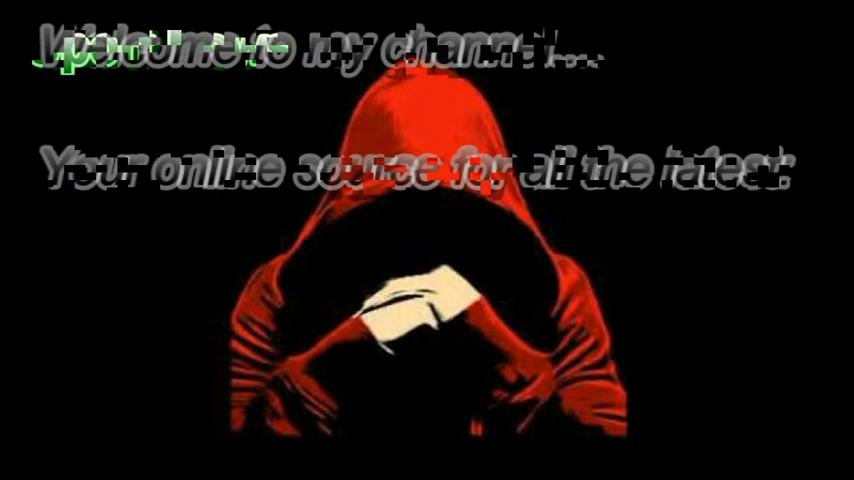 Welcome to my channel...
Your online source for all the latest: